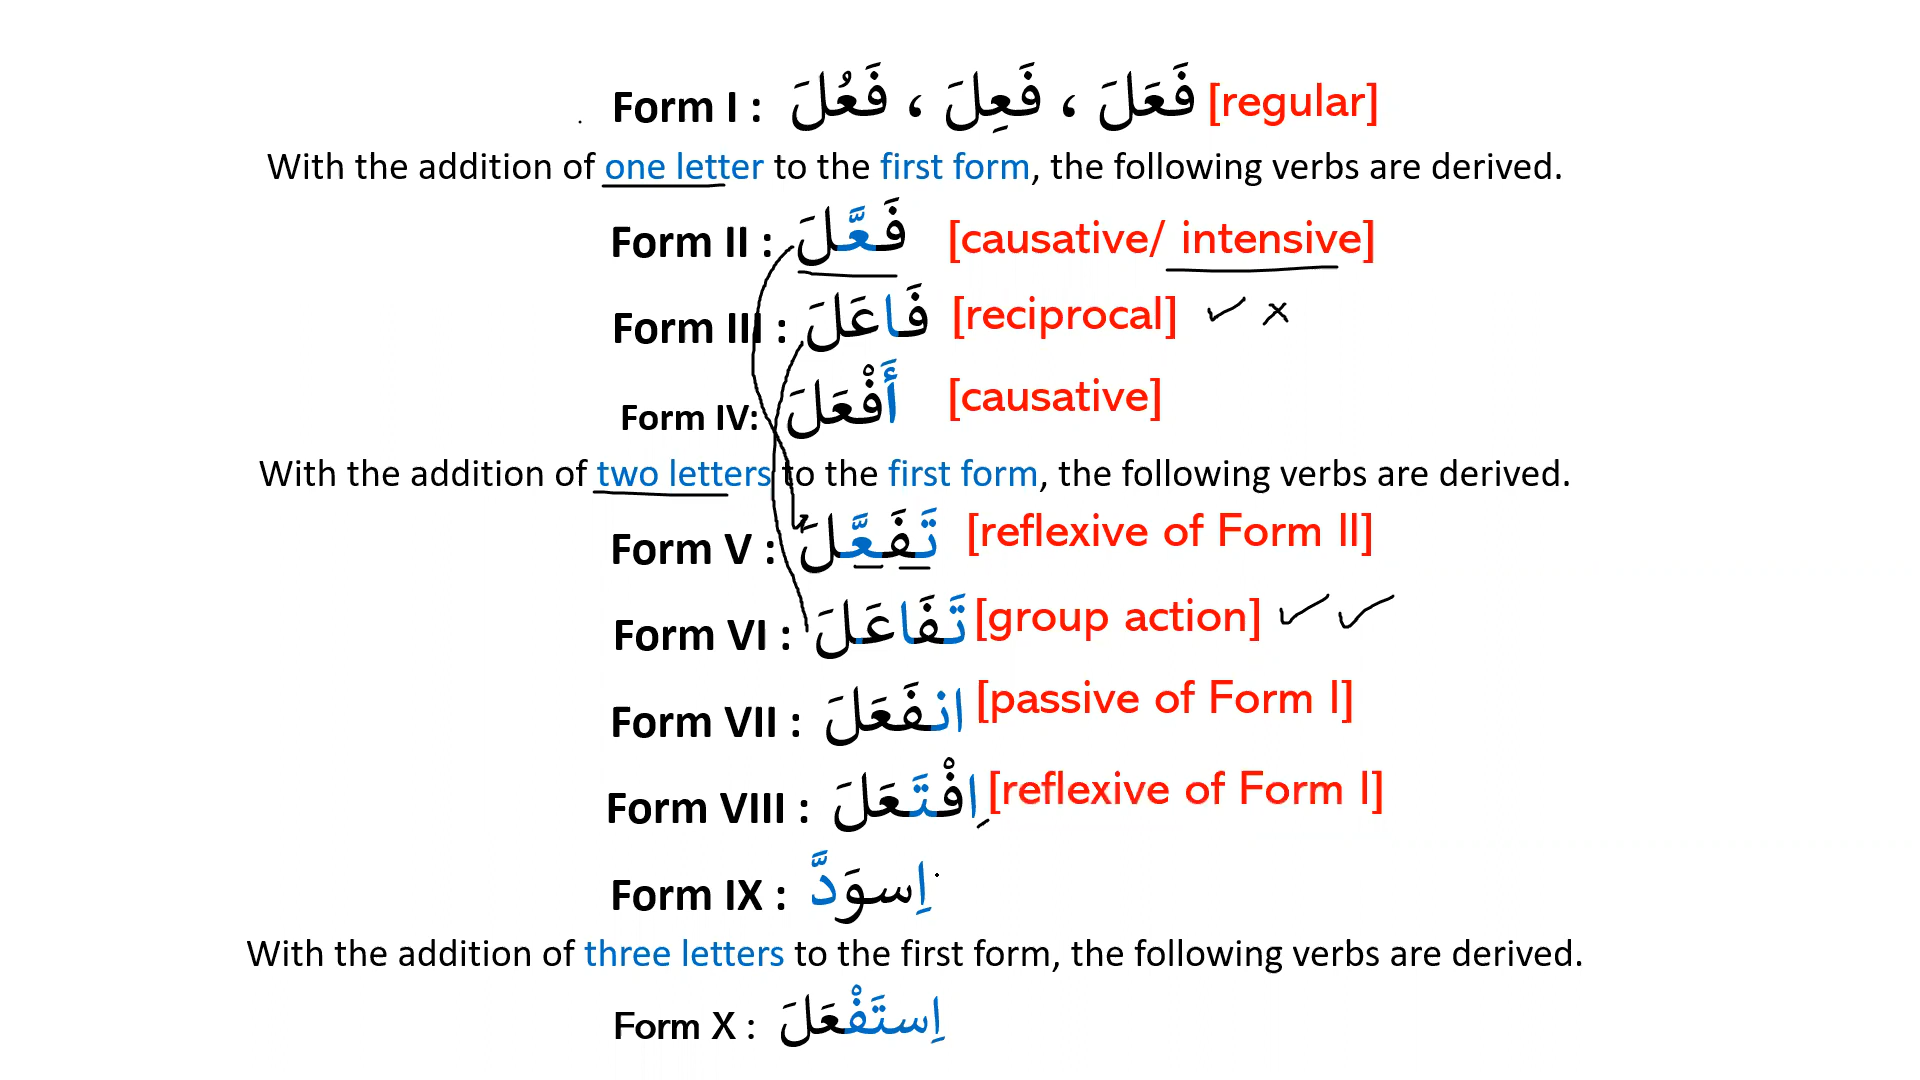 Form I : فَعَلَ ، فَعِلَ ، فَعُلَ [regular]
With the addition of one letter to the first form, the following verbs are derived.
Form II : فَعَّلَ [causative/ intensive]
Form III : فَاعَلَ [reciprocal] ✓ ×
Form IV: أَفْعَلَ [causative]
With the addition of two letters to the first form, the following verbs are derived.
Form V : تَفَعَّلَ [reflexive of Form II]
Form VI : تَفَاعَلَ [group action] ✓ ✓
Form VII : انفَعَلَ [passive of Form I]
Form VIII : اِفْتَعَلَ [reflexive of Form I]
Form IX : اِسوَدَّ
With the addition of three letters to the first form, the following verbs are derived.
Form X : اِستَفْعَلَ